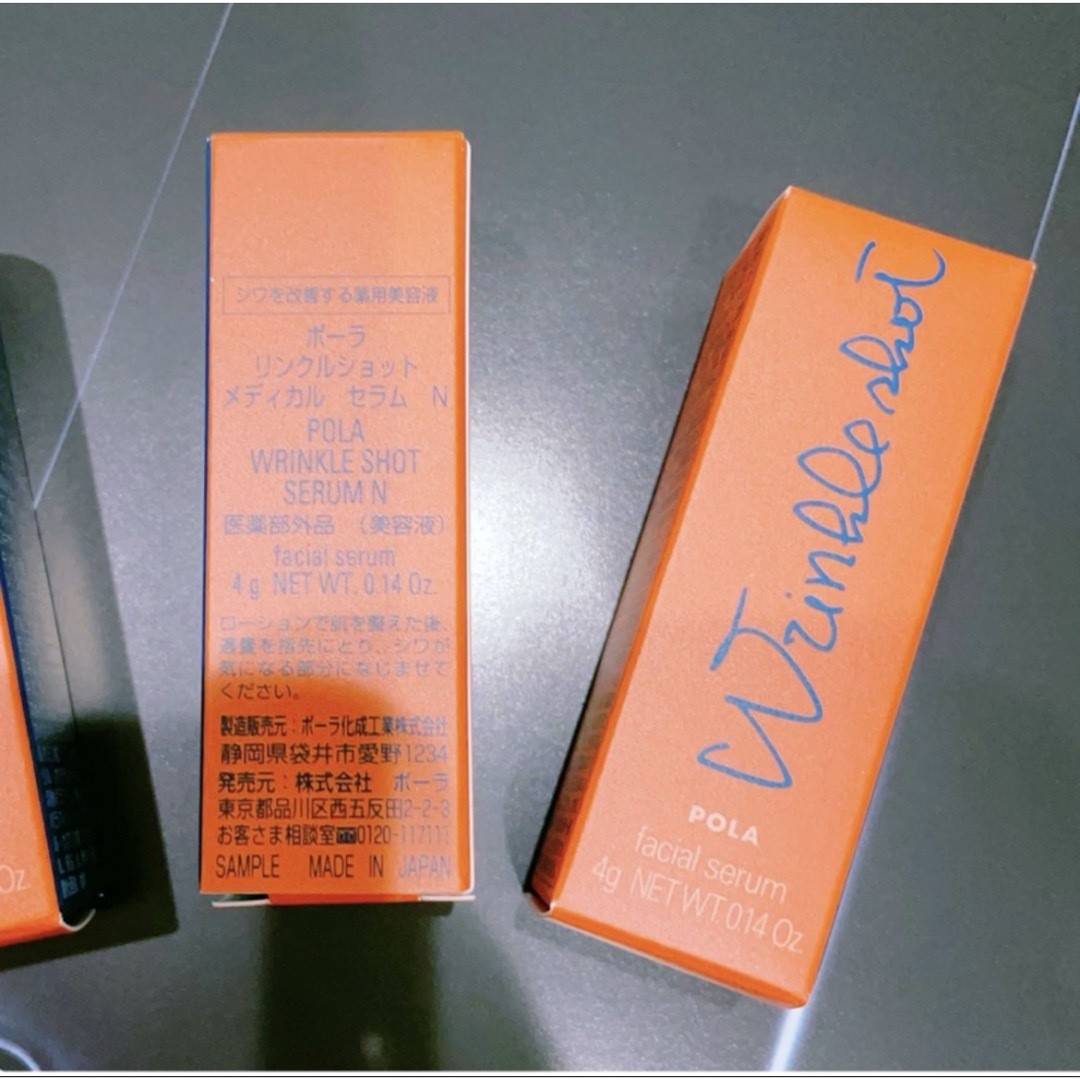 シワを改善する薬用美容液
ポーラ
リンクルショット
メディカル セラム N
POLA
WRINKLE SHOT
SERUM N
医薬部外品 （美容液）
facial serum
4 g NET WT. 0.14 Oz.
ローションで肌を整えた後、
適量を指先にとり、シワが
気になる部分になじませて
ください。
製造販売元：ポーラ化成工業株式会社
静岡県袋井市愛野1234
発売元：株式会社 ポーラ
東京都品川区西五反田2-2-3
お客さま相談室 0120-117111
SAMPLE MADE IN JAPAN
Wrinkle shot
POLA
facial serum
4g NET WT. 0.14 Oz.
Oz.